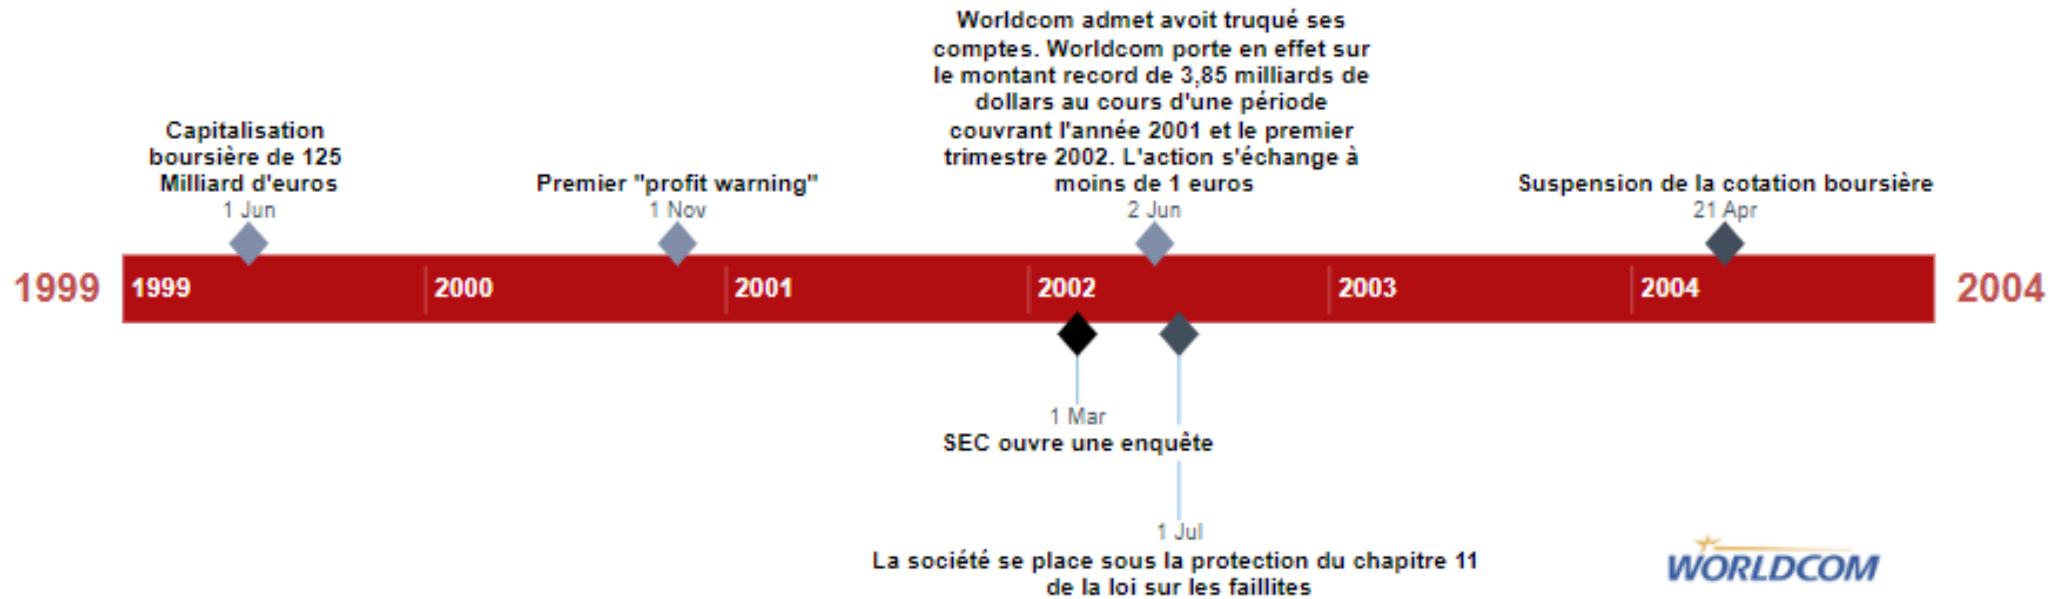 Worldcom admet avoit truqué ses
comptes. Worldcom porte en effet sur
le montant record de 3,85 milliards de
dollars au cours d'une période
couvrant l'année 2001 et le premier
trimestre 2002. L'action s'échange à
moins de 1 euros
2 Jun
Capitalisation
boursière de 125
Milliard d'euros
1 Jun
Premier "profit warning"
1 Nov
Suspension de la cotation boursière
21 Apr
1999 1999 2000 2001 2002 2003 2004 2004
1 Mar
SEC ouvre une enquête
1 Jul
La société se place sous la protection du chapitre 11
de la loi sur les faillites
WORLDCOM